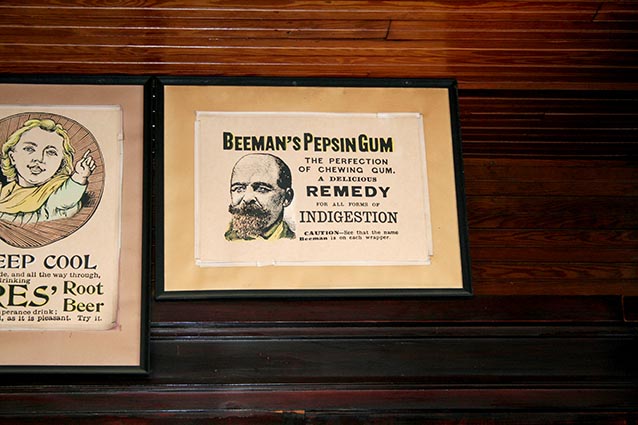 EEP COOL
de, and all the way through,
drinking
RES' Root
Beer
perance drink;
, as it is pleasant. Try it.
BEEMAN'S PEPSIN GUM
THE PERFECTION
OF CHEWING GUM.
A DELICIOUS
REMEDY
FOR ALL FORMS OF
INDIGESTION
CAUTION—See that the name
Beeman is on each wrapper.